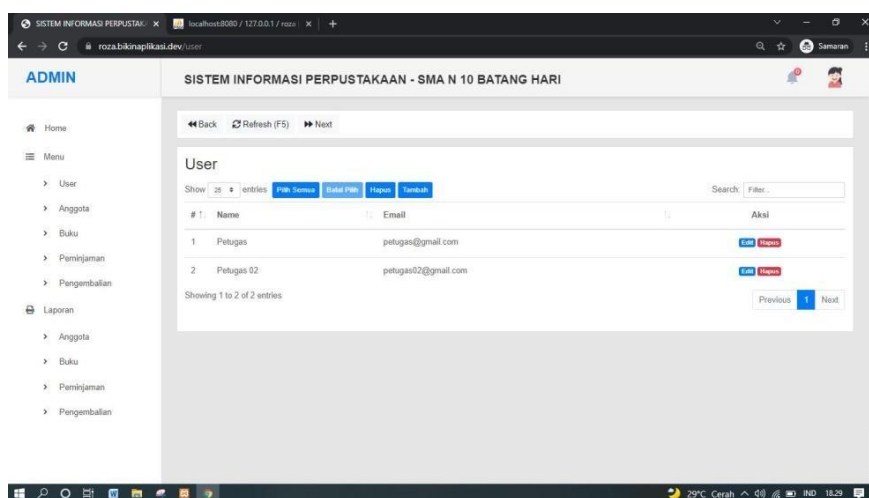 SISTEM INFORMASI PERPUSTAK
localhost:8080 / 127.0.0.1 / roza
roza.bikinaplikasi.dev/user
Samaran
ADMIN
SISTEM INFORMASI PERPUSTAKAAN - SMA N 10 BATANG HARI
0
Home
Menu
User
Anggota
Buku
Peminjaman
Pengembalian
Laporan
Anggota
Buku
Peminjaman
Pengembalian
Back Refresh (F5) Next
User
Show 25 entries Pilih Semua Batal Pilih Hapus Tambah Search: Filter...
# Name Email Aksi
1 Petugas petugas@gmail.com Edit Hapus
2 Petugas 02 petugas02@gmail.com Edit Hapus
Showing 1 to 2 of 2 entries
Previous 1 Next
29°C Cerah IND 18.29